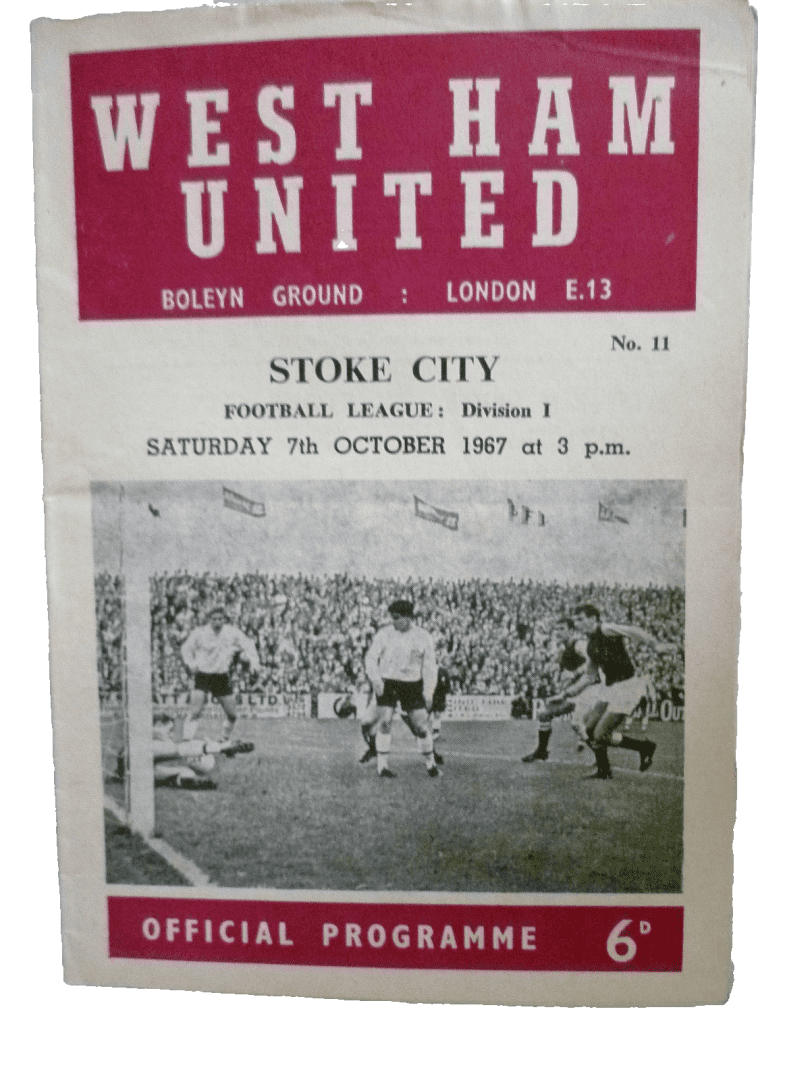 WEST HAM
UNITED
BOLEYN GROUND : LONDON E.13
No. 11
STOKE CITY
FOOTBALL LEAGUE: Division I
SATURDAY 7th OCTOBER 1967 at 3 p.m.
LTD
OFFICIAL PROGRAMME 6D